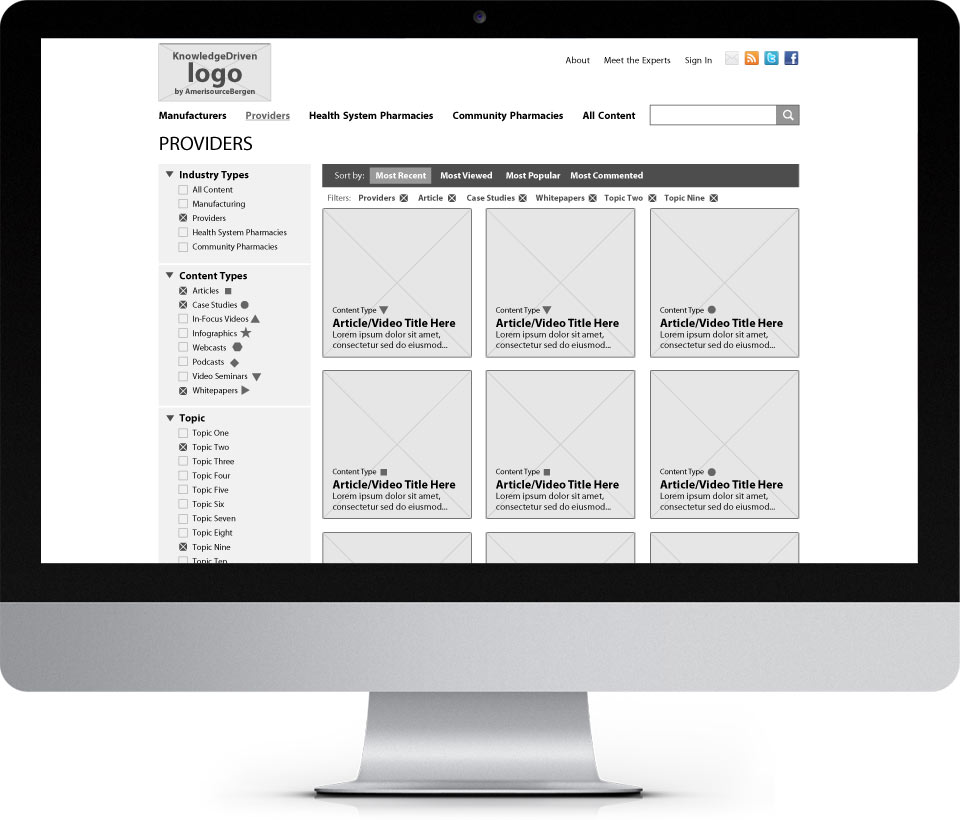 KnowledgeDriven
logo
by AmerisourceBergen
About Meet the Experts Sign In
Manufacturers Providers Health System Pharmacies Community Pharmacies All Content
PROVIDERS
Industry Types
All Content
Manufacturing
Providers
Health System Pharmacies
Community Pharmacies
Content Types
Articles
Case Studies
In-Focus Videos
Infographics
Webcasts
Podcasts
Video Seminars
Whitepapers
Topic
Topic One
Topic Two
Topic Three
Topic Four
Topic Five
Topic Six
Topic Seven
Topic Eight
Topic Nine
Topic Ten
Sort by: Most Recent Most Viewed Most Popular Most Commented
Filters: Providers Article Case Studies Whitepapers Topic Two Topic Nine
Content Type
Article/Video Title Here
Lorem ipsum dolor sit amet,
consectetur sed do eiusmod...
Content Type
Article/Video Title Here
Lorem ipsum dolor sit amet,
consectetur sed do eiusmod...
Content Type
Article/Video Title Here
Lorem ipsum dolor sit amet,
consectetur sed do eiusmod...
Content Type
Article/Video Title Here
Lorem ipsum dolor sit amet,
consectetur sed do eiusmod...
Content Type
Article/Video Title Here
Lorem ipsum dolor sit amet,
consectetur sed do eiusmod...
Content Type
Article/Video Title Here
Lorem ipsum dolor sit amet,
consectetur sed do eiusmod...